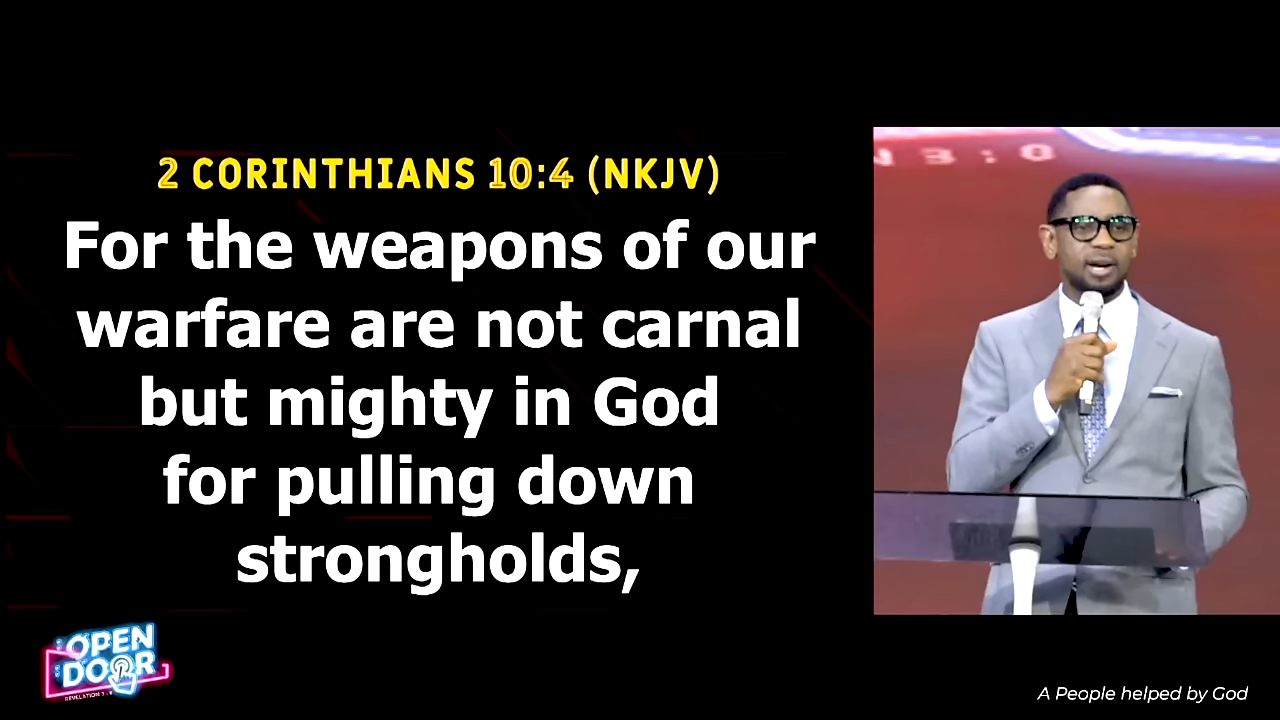 2 CORINTHIANS 10:4 (NKJV)
For the weapons of our
warfare are not carnal
but mighty in God
for pulling down
strongholds,
OPEN
DOOR
A People helped by God